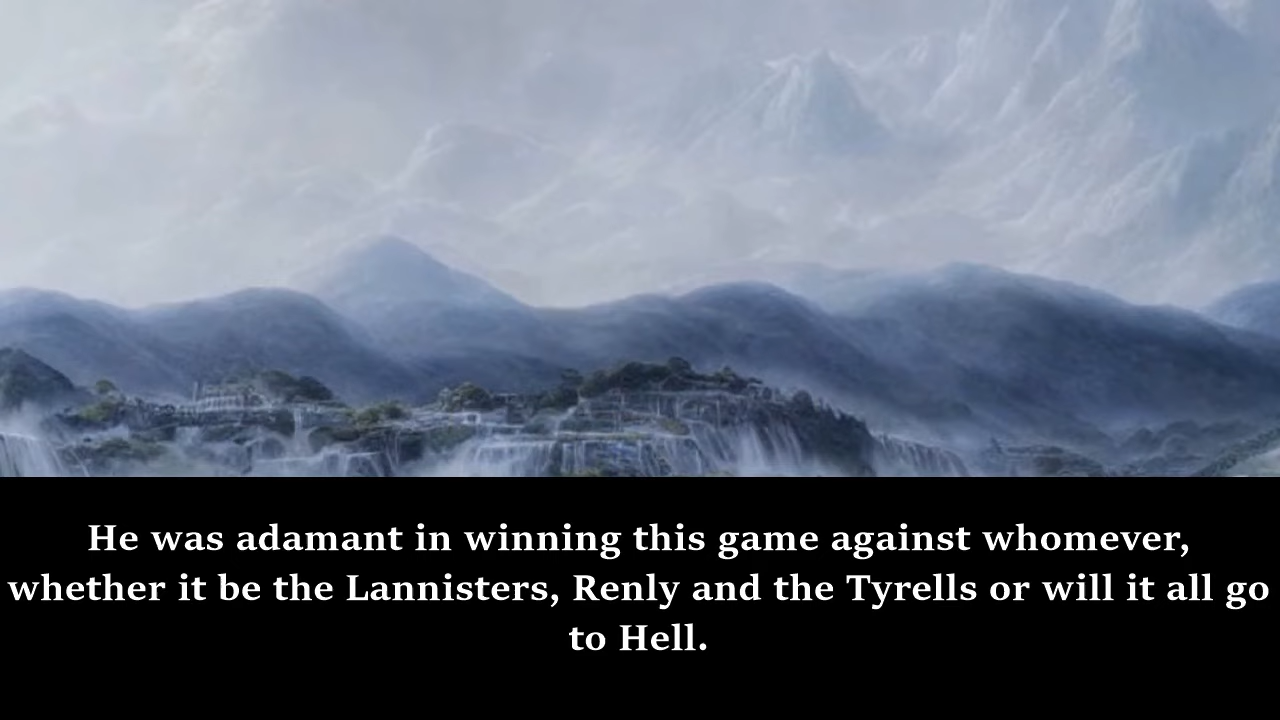 He was adamant in winning this game against whomever,
whether it be the Lannisters, Renly and the Tyrells or will it all go
to Hell.